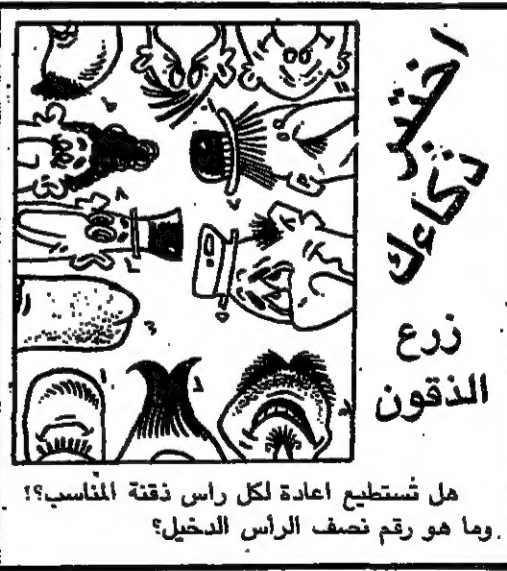 اختبر
ذكاءك
زرع
الذقون
هل تستطيع اعادة لكل راس ذقنة المناسب؟!
وما هو رقم نصف الرأس الدخيل؟